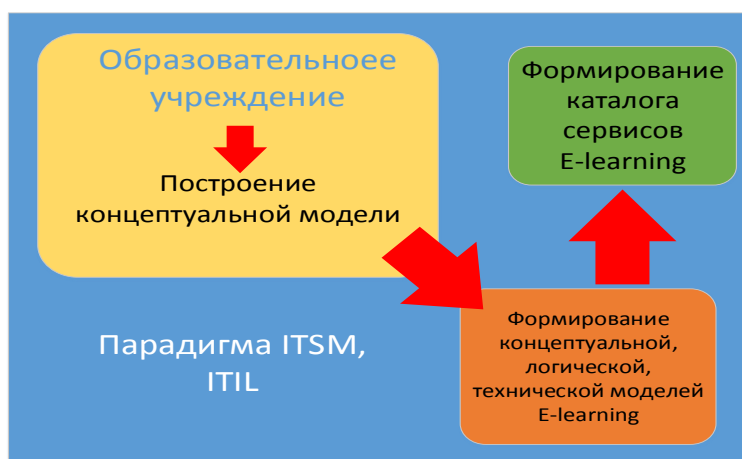 Образовательноее
учреждение
Построение
концептуальной модели
Формирование
каталога
сервисов
E-learning
Парадигма ITSM,
ITIL
Формирование
концептуальной,
логической,
технической моделей
E-learning